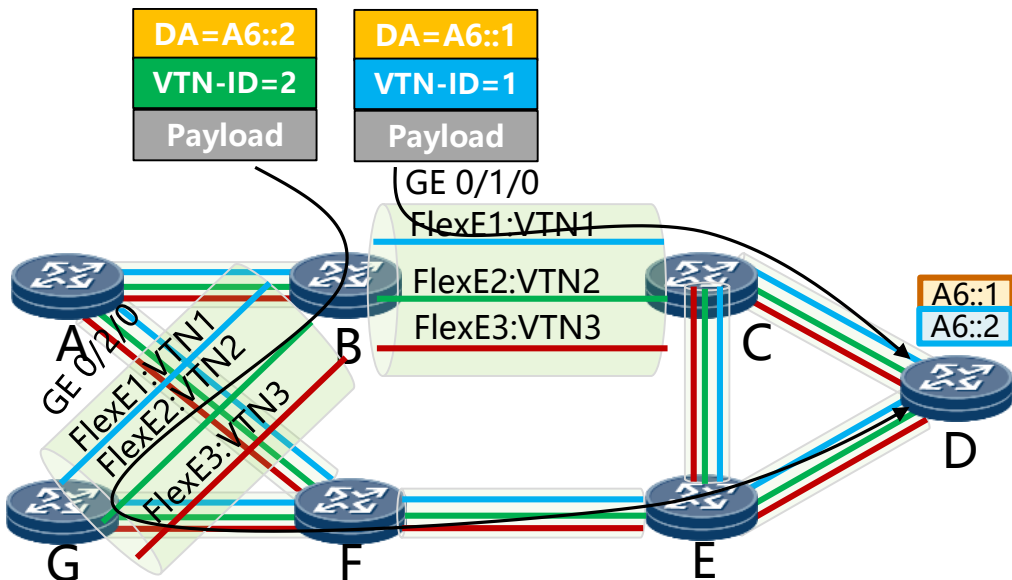 DA=A6::2
VTN-ID=2
Payload
DA=A6::1
VTN-ID=1
Payload
GE 0/1/0
FlexE1:VTN1
FlexE2:VTN2
FlexE3:VTN3
A
B
C
A6::1
A6::2
GE 0/2/0
FlexE1:VTN1
FlexE2:VTN2
FlexE3:VTN3
D
G
F
E